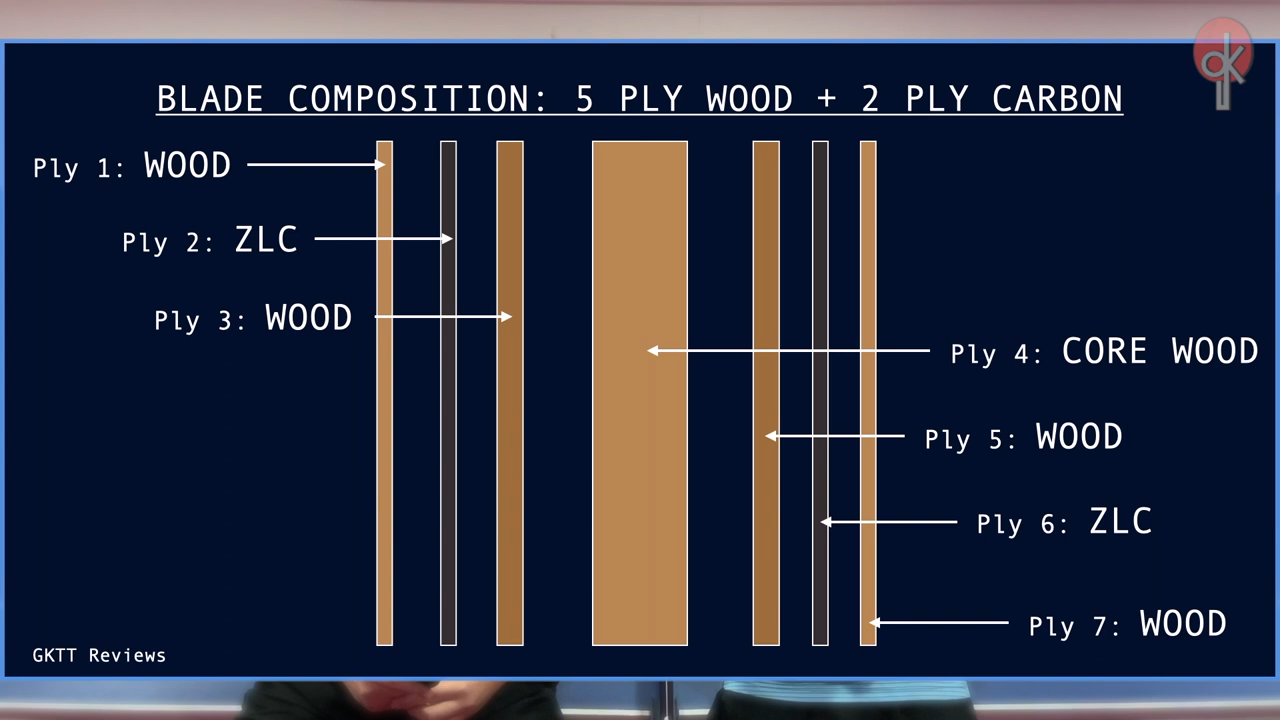 BLADE COMPOSITION: 5 PLY WOOD + 2 PLY CARBON
Ply 1: WOOD
Ply 2: ZLC
Ply 3: WOOD
Ply 4: CORE WOOD
Ply 5: WOOD
Ply 6: ZLC
Ply 7: WOOD
GKTT Reviews